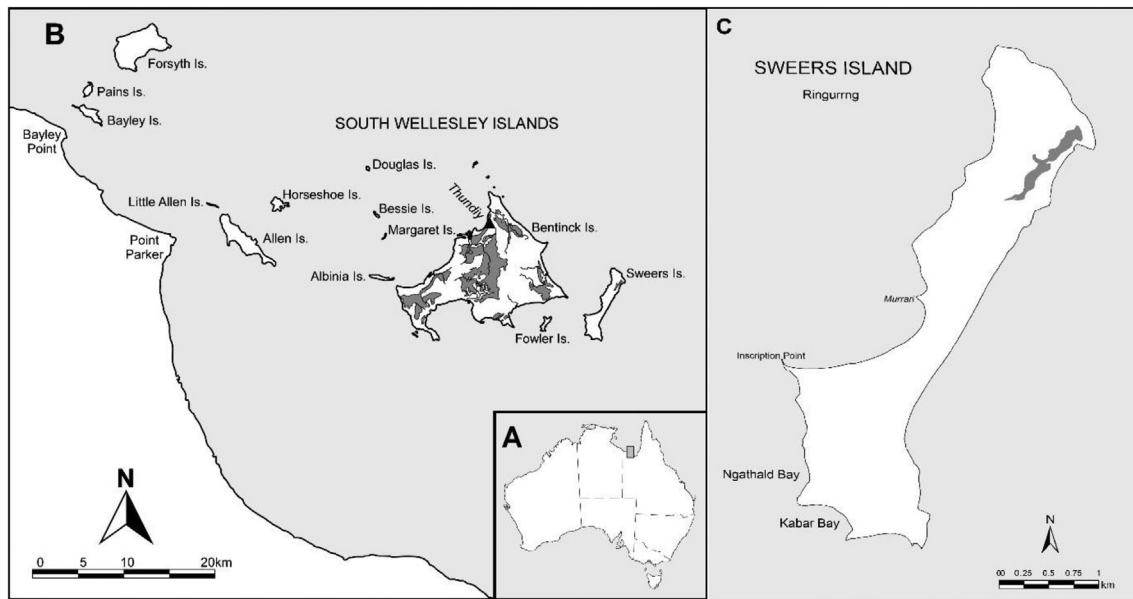 B
Forsyth Is.
Pains Is.
Bayley Is.
Bayley
Point
SOUTH WELLESLEY ISLANDS
Douglas Is.
Thundiy
Little Allen Is.
Horseshoe Is.
Bessie Is.
Margaret Is.
Bentinck Is.
Allen Is.
Point
Parker
Albinia Is.
Sweers Is.
Fowler Is.
N
0 5 10 20km
A
C
SWEERS ISLAND
Ringurrng
Murrari
Inscription Point
Ngathald Bay
Kabar Bay
N
00 0.25 0.5 0.75 1
km